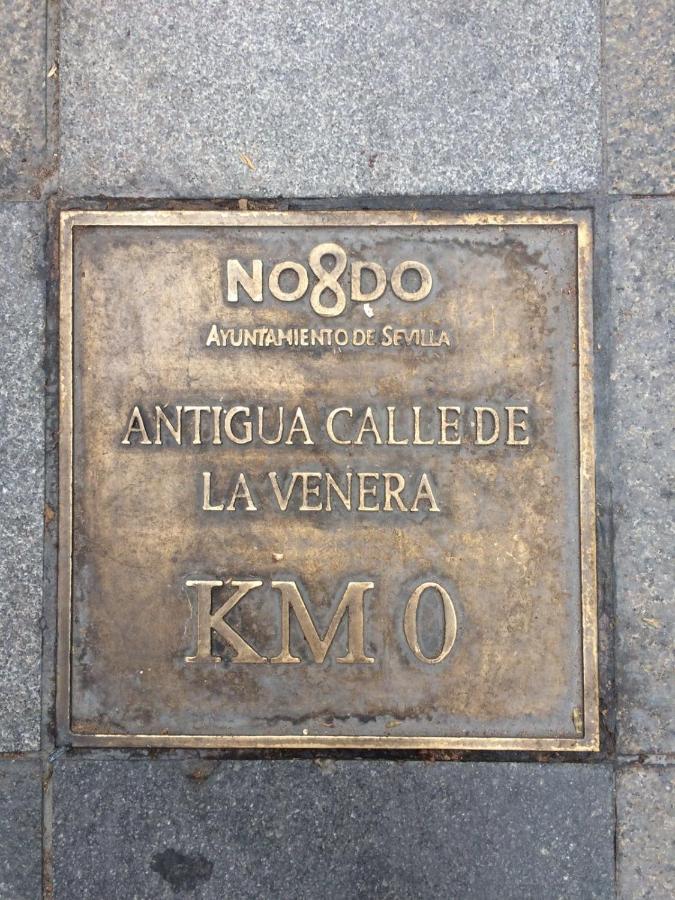 NO8DO
AYUNTAMIENTO DE SEVILLA
ANTIGUA CALLE DE
LA VENERA
KM 0